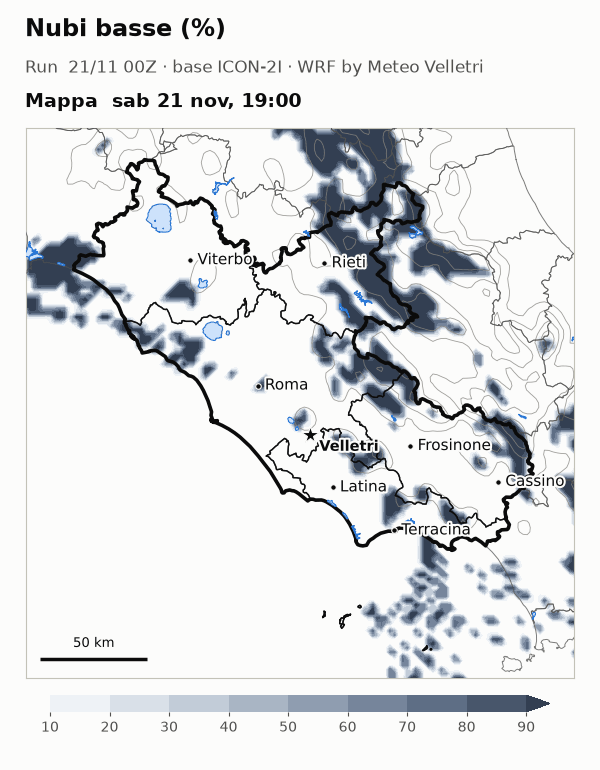 Nubi basse (%)
Run 21/11 00Z · base ICON-2I · WRF by Meteo Velletri
Mappa sab 21 nov, 19:00
Viterbo
Rieti
Roma
Velletri
Frosinone
Latina
Cassino
Terracina
50 km
10 20 30 40 50 60 70 80 90